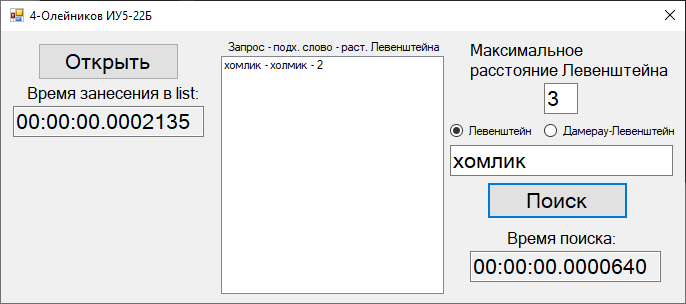 4-Олейников ИУ5-22Б
Открыть
Время занесения в list:
00:00:00.0002135
Запрос - подх. слово - раст. Левенштейна
хомлик - холмик - 2
Максимальное
расстояние Левенштейна
3
Левенштейн
Дамерау-Левенштейн
хомлик
Поиск
Время поиска:
00:00:00.0000640